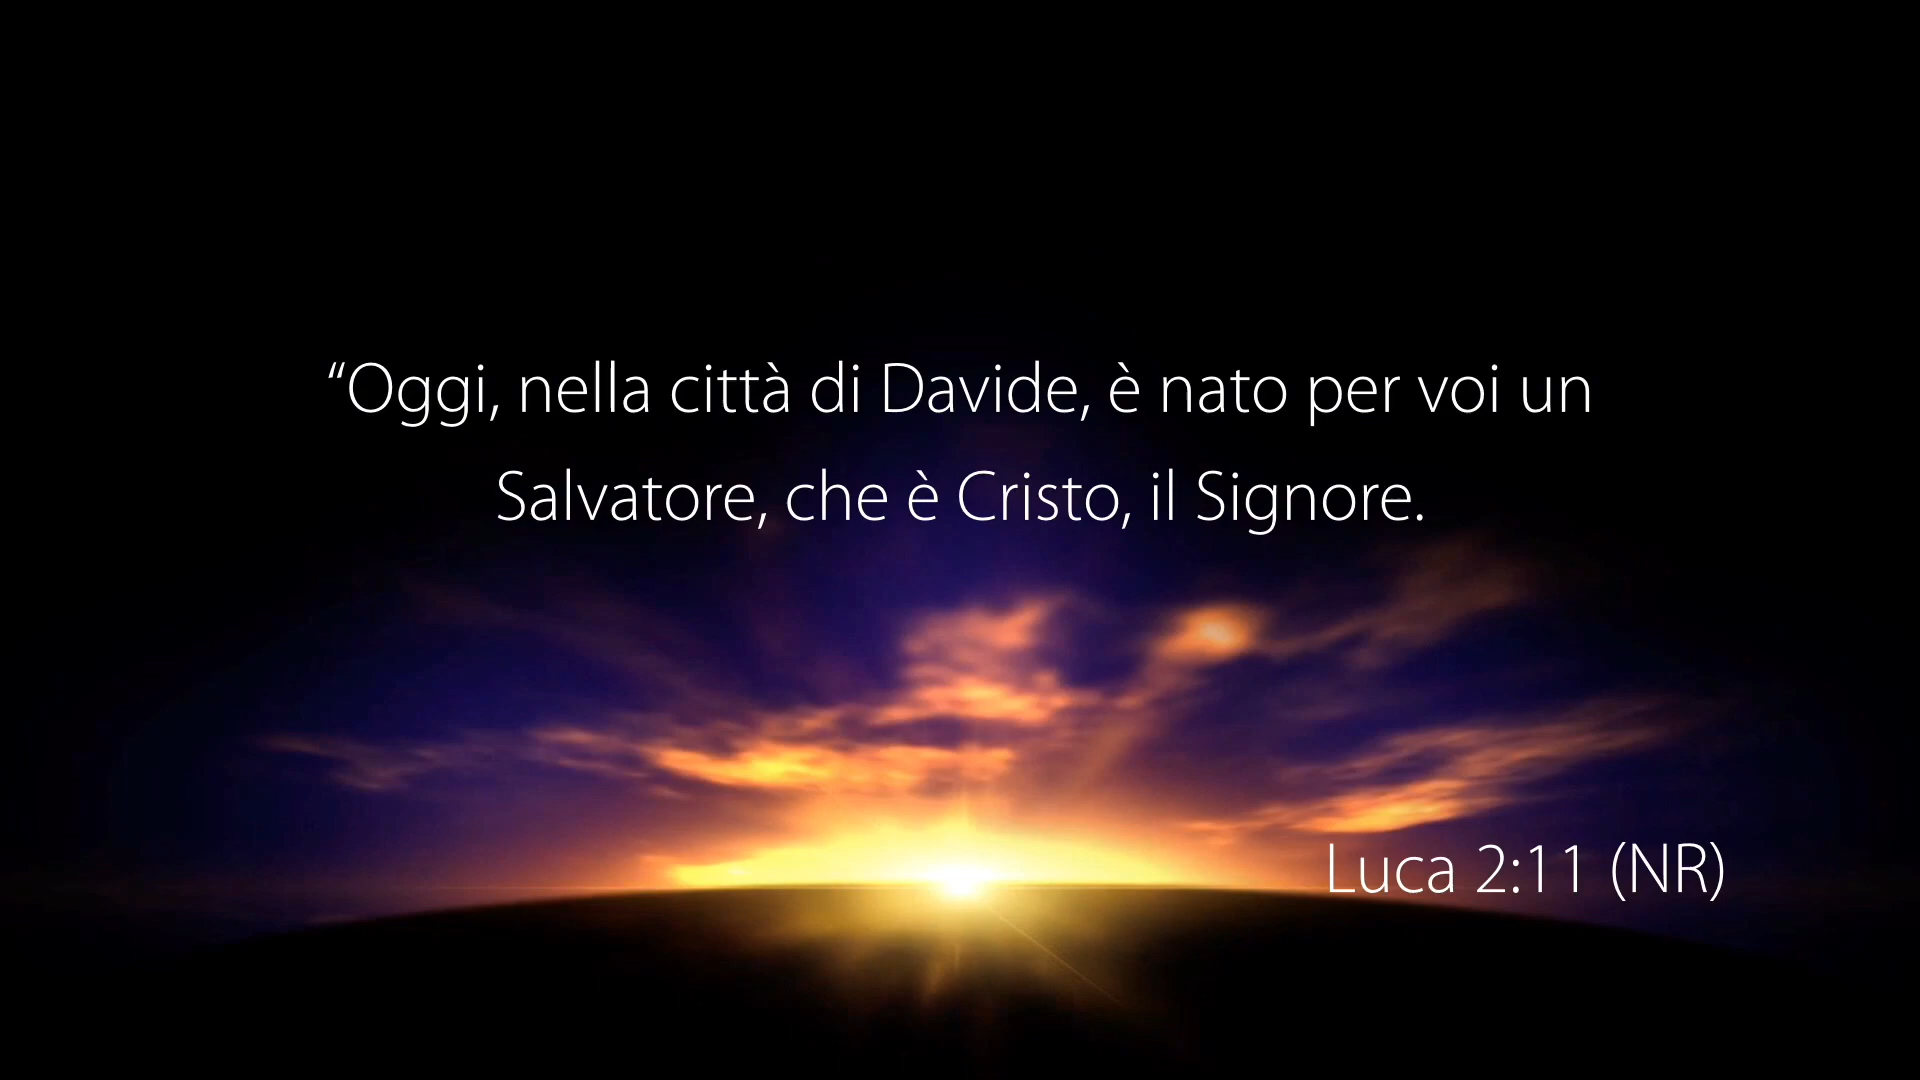 “Oggi, nella città di Davide, è nato per voi un
Salvatore, che è Cristo, il Signore.
Luca 2:11 (NR)